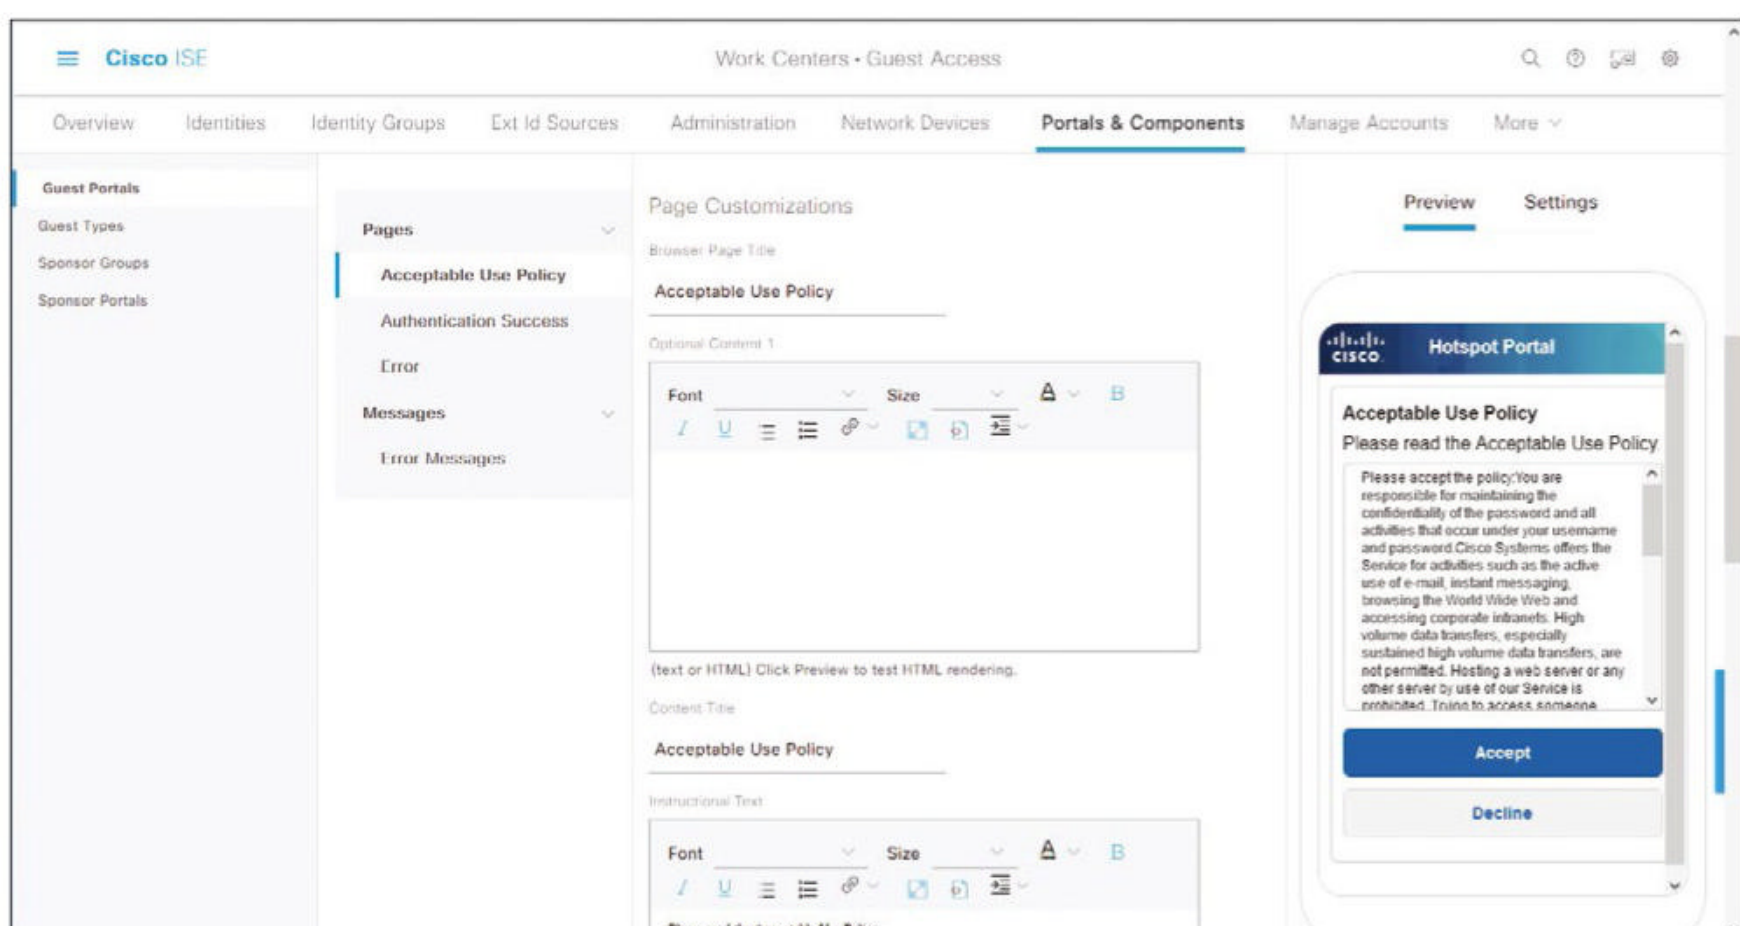 Cisco ISE
Work Centers • Guest Access
Overview
Identities
Identity Groups
Ext Id Sources
Administration
Network Devices
Portals & Components
Manage Accounts
More
Guest Portals
Guest Types
Sponsor Groups
Sponsor Portals
Pages
Acceptable Use Policy
Authentication Success
Error
Messages
Error Messages
Page Customizations
Browser Page Title
Acceptable Use Policy
Optional Content 1
Font
Size
A
B
I
U
(text or HTML) Click Preview to test HTML rendering.
Content Title
Acceptable Use Policy
Instructional Text
Font
Size
A
B
I
U
Preview
Settings
CISCO
Hotspot Portal
Acceptable Use Policy
Please read the Acceptable Use Policy
Please accept the policy:You are
responsible for maintaining the
confidentiality of the password and all
activities that occur under your username
and password.Cisco Systems offers the
Service for activities such as the active
use of e-mail, instant messaging,
browsing the World Wide Web and
accessing corporate intranets. High
volume data transfers, especially
sustained high volume data transfers, are
not permitted. Hosting a web server or any
other server by use of our Service is
prohibited. Trying to access someone
Accept
Decline